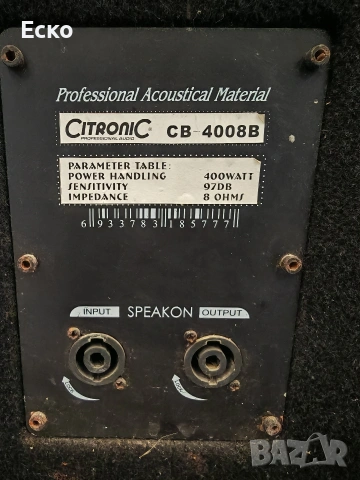 Ecko
Professional Acoustical Material
CITRONIC CB-4008B
PROFESSIONAL AUDIO
PARAMETER TABLE:
POWER HANDLING 400WATT
SENSITIVITY 97DB
IMPEDANCE 8 OHMS
6 933783 185777
INPUT SPEAKON OUTPUT
BAZAR